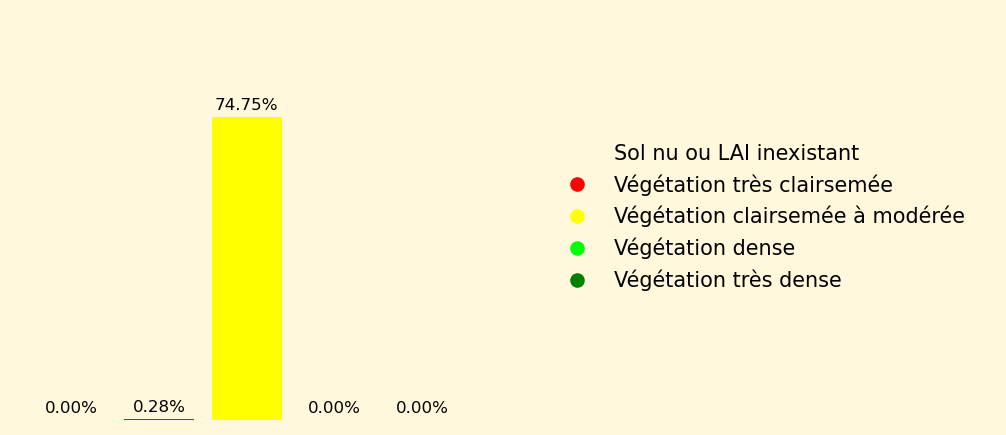 74.75%
0.00%
0.28%
0.00%
0.00%
Sol nu ou LAI inexistant
Végétation très clairsemée
Végétation clairsemée à modérée
Végétation dense
Végétation très dense